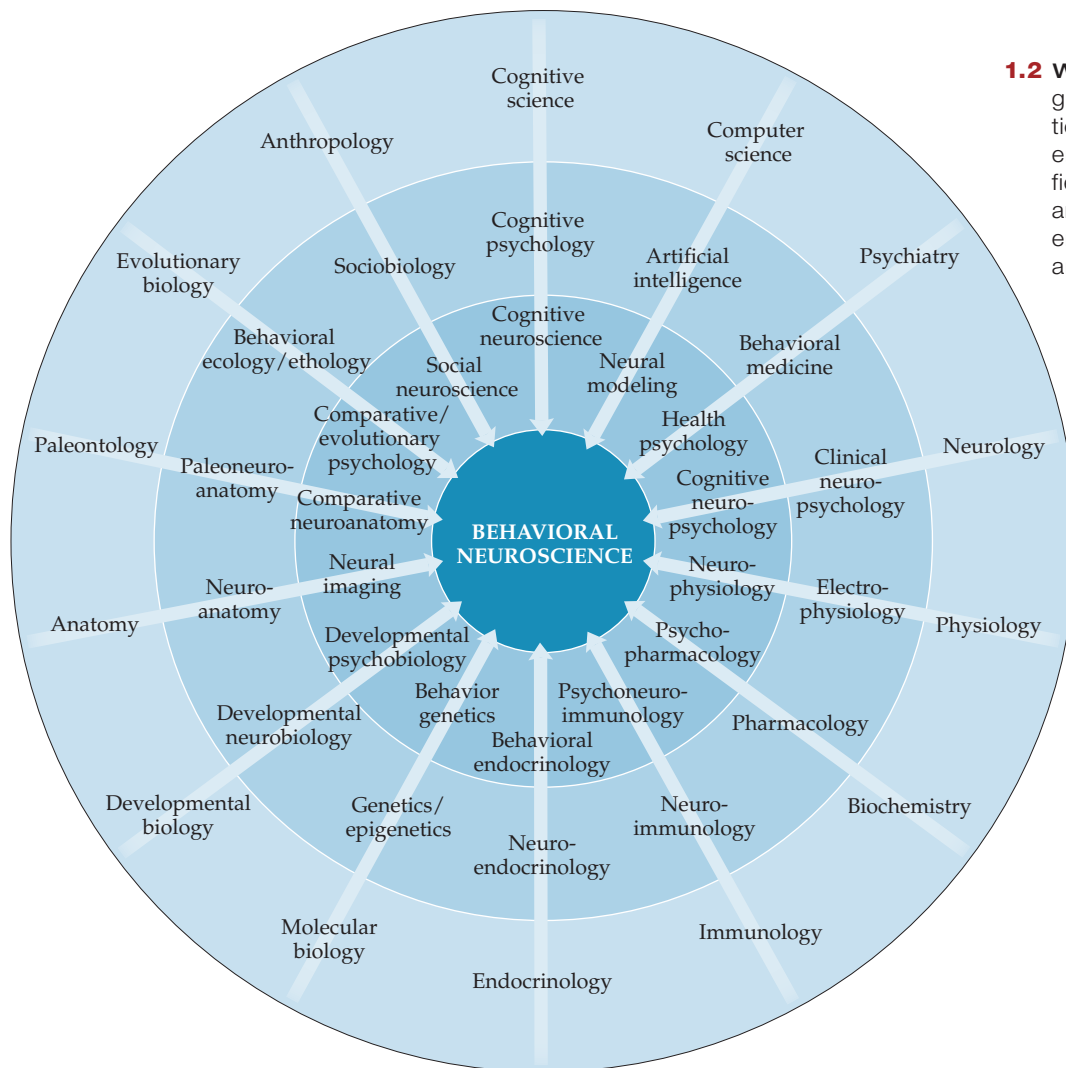 Cognitive
science
Anthropology
Computer
science
Evolutionary
biology
Psychiatry
Paleontology
Neurology
Anatomy
Physiology
Developmental
biology
Biochemistry
Molecular
biology
Immunology
Endocrinology
Cognitive
psychology
Sociobiology
Artificial
intelligence
Behavioral
ecology/ethology
Behavioral
medicine
Paleoneuro-
anatomy
Clinical
neuro-
psychology
Neuro-
anatomy
Electro-
physiology
Developmental
neurobiology
Pharmacology
Genetics/
epigenetics
Neuro-
immunology
Neuro-
endocrinology
Cognitive
neuroscience
Social
neuroscience
Neural
modeling
Comparative/
evolutionary
psychology
Health
psychology
Comparative
neuroanatomy
Cognitive
neuro-
psychology
Neural
imaging
Neuro-
physiology
Developmental
psychobiology
Psycho-
pharmacology
Behavior
genetics
Psychoneuro-
immunology
Behavioral
endocrinology
BEHAVIORAL
NEUROSCIENCE
1.2